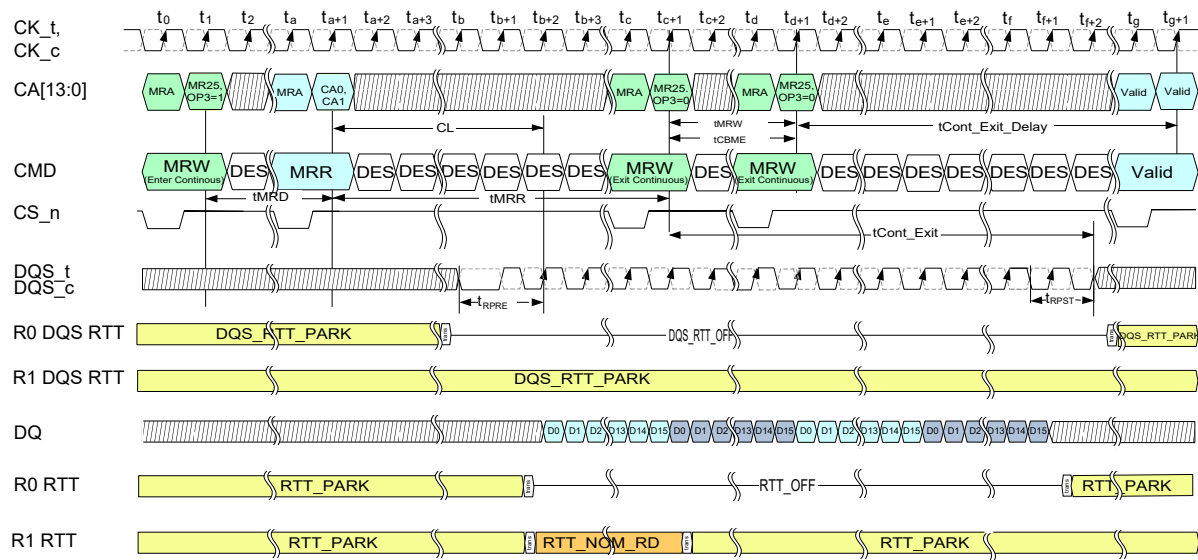 t0 t1 t2 ta ta+1 ta+2 ta+3 tb tb+1 tb+2 tb+3 tc tc+1 tc+2 td td+1 td+2 te te+1 te+2 tf tf+1 tf+2 tg tg+1
CK_t,
CK_c
CA[13:0] MRA MR25, OP3=1 MRA CA0, CA1 MRA MR25, OP3=0 MRA MR25, OP3=0 Valid Valid
CL tMRW tCont_Exit_Delay
tCBME
CMD MRW (Enter Continous) DES MRR DES DES DES DES DES DES MRW (Exit Continuous) DES MRW (Exit Continuous) DES DES DES DES DES DES DES Valid
tMRD tMRR
CS_n
tCont_Exit
DQS_t
DQS_c
tRPRE tRPST
R0 DQS RTT DQS_RTT_PARK trans DQS_RTT_OFF trans DQS_RTT_PARK
R1 DQS RTT DQS_RTT_PARK
DQ D0 D1 D2 D13 D14 D15 D0 D1 D2 D13 D14 D15 D0 D1 D2 D13 D14 D15 D0 D1 D2 D13 D14 D15
R0 RTT RTT_PARK trans RTT_OFF trans RTT_PARK
R1 RTT RTT_PARK trans RTT_NOM_RD trans RTT_PARK